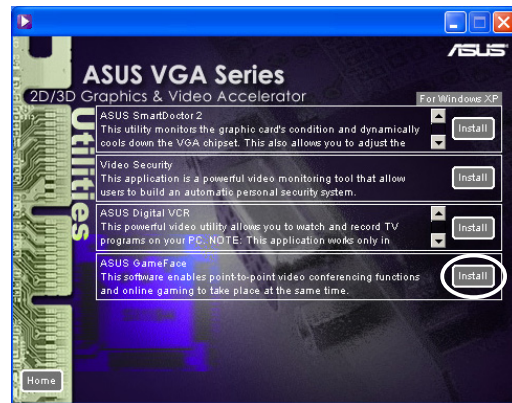 ASUS
ASUS VGA Series
2D/3D Graphics & Video Accelerator
For Windows XP
Utilities
ASUS SmartDoctor 2
This utility monitors the graphic card's condition and dynamically
cools down the VGA chipset. This also allows you to adjust the
Install
Video Security
This application is a powerful video monitoring tool that allow
users to build an automatic personal security system.
Install
ASUS Digital VCR
This powerful video utility allows you to watch and record TV
programs on your PC. NOTE: This application works only in
Install
ASUS GameFace
This software enables point-to-point video conferencing functions
and online gaming to take place at the same time.
Install
Home